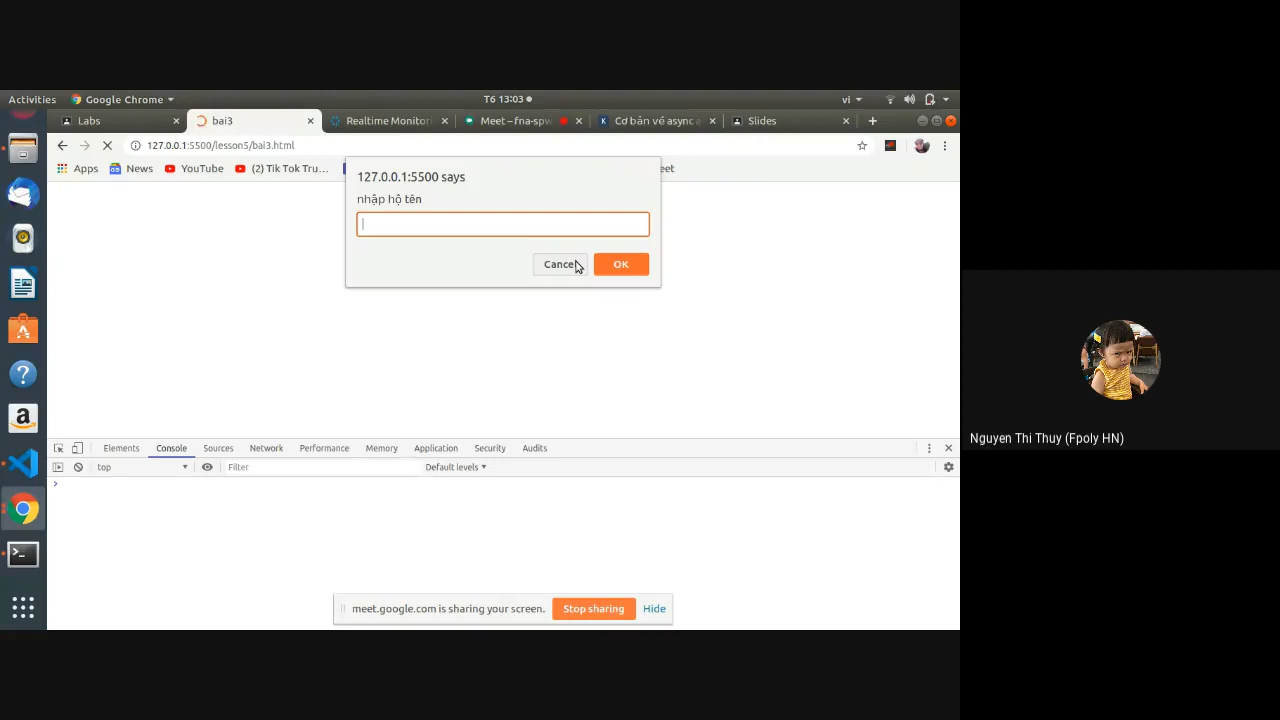 Activities Google Chrome T6 13:03 vi
Labs bai3 Realtime Monitor Meet – fna-spw Cơ bản về async a Slides
127.0.0.1:5500/lesson5/bai3.html
Apps News YouTube (2) Tik Tok Tru… eet
127.0.0.1:5500 says
nhập hộ tên
Cancel OK
Nguyen Thi Thuy (Fpoly HN)
Elements Console Sources Network Performance Memory Application Security Audits
top Filter Default levels
meet.google.com is sharing your screen. Stop sharing Hide